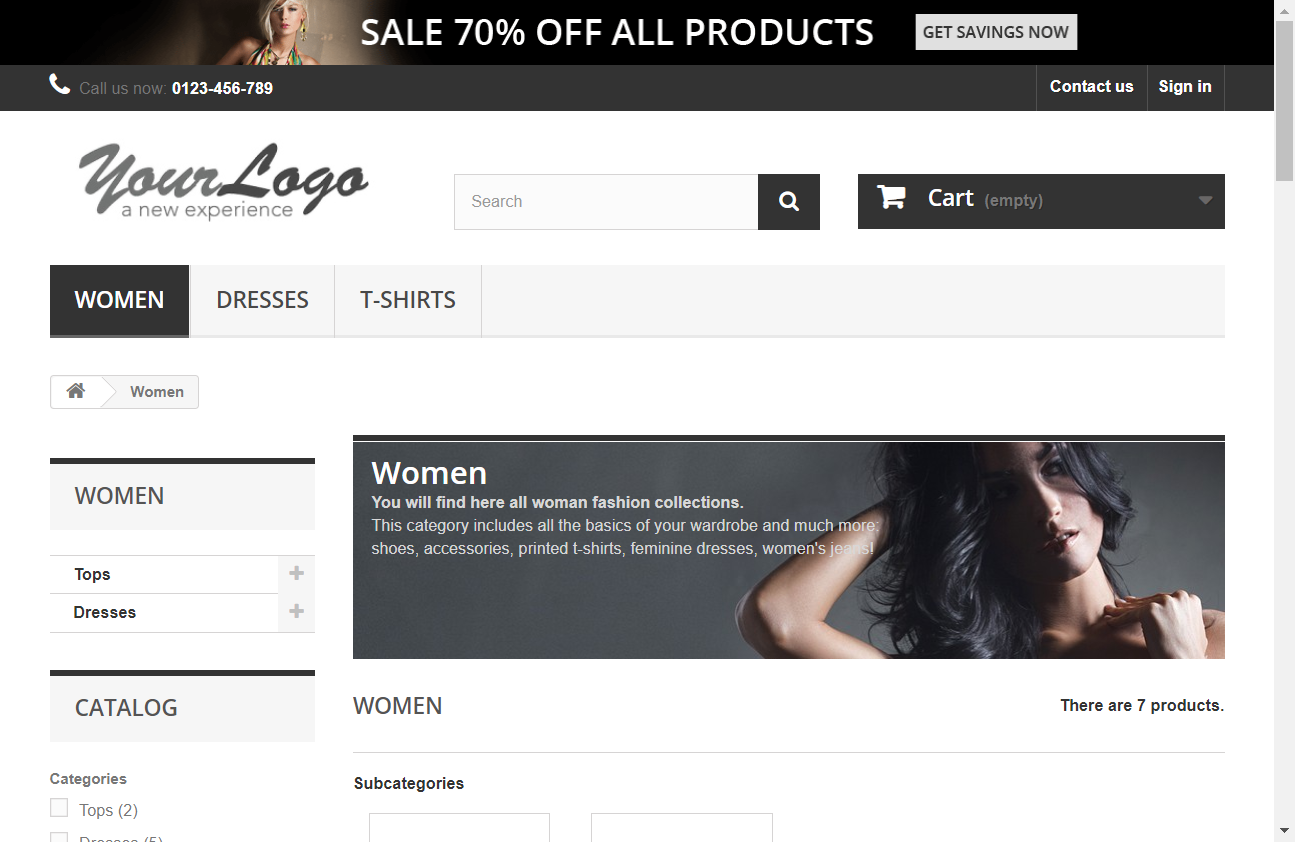 SALE 70% OFF ALL PRODUCTS
GET SAVINGS NOW
Call us now: 0123-456-789
Contact us
Sign in
YourLogo
a new experience
Search
Cart (empty)
WOMEN
DRESSES
T-SHIRTS
Women
WOMEN
Tops
Dresses
CATALOG
Categories
Tops (2)
Dresses (5)
Women
You will find here all woman fashion collections.
This category includes all the basics of your wardrobe and much more:
shoes, accessories, printed t-shirts, feminine dresses, women's jeans!
WOMEN
There are 7 products.
Subcategories